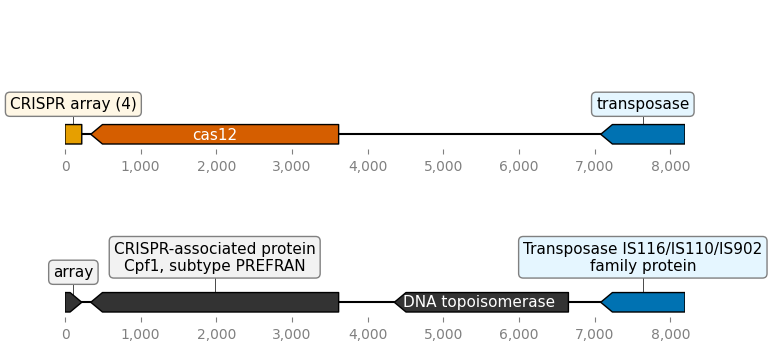 CRISPR array (4)
transposase
cas12
0 1,000 2,000 3,000 4,000 5,000 6,000 7,000 8,000
CRISPR-associated protein
Cpf1, subtype PREFRAN
Transposase IS116/IS110/IS902
family protein
array
DNA topoisomerase
0 1,000 2,000 3,000 4,000 5,000 6,000 7,000 8,000